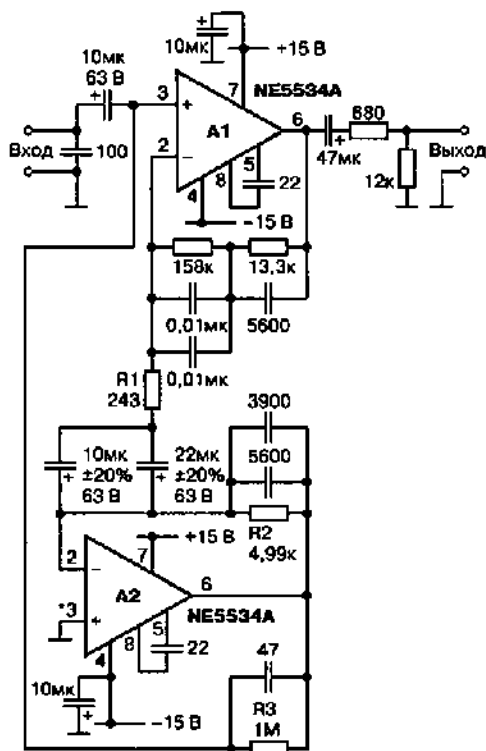 10мк
+15 В
10мк
63 В
7
NE5534A
3
+
A1
6
680
Вход
100
2
−
5
47мк
Выход
8
22
12к
4
−15 В
158к
13,3к
0,01мк
5600
R1
243
0,01мк
3900
10мк
±20%
63 В
22мк
±20%
63 В
5600
R2
4,99к
+15 В
7
2
−
6
A2
NE5534A
*3
+
5
8
22
4
47
10мк
−15 В
R3
1М